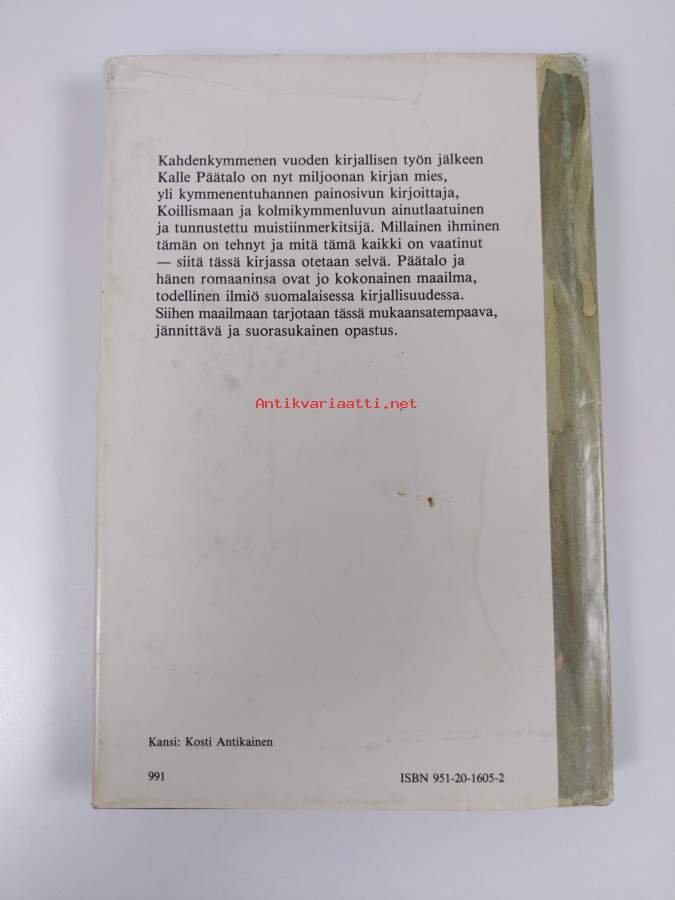 Kahdenkymmenen vuoden kirjallisen työn jälkeen
Kalle Päätalo on nyt miljoonan kirjan mies,
yli kymmenentuhannen painosivun kirjoittaja,
Koillismaan ja kolmikymmenluvun ainutlaatuinen
ja tunnustettu muistiinmerkitsijä. Millainen ihminen
tämän on tehnyt ja mitä tämä kaikki on vaatinut
— siitä tässä kirjassa otetaan selvä. Päätalo ja
hänen romaaninsa ovat jo kokonainen maailma,
todellinen ilmiö suomalaisessa kirjallisuudessa.
Siihen maailmaan tarjotaan tässä mukaansatempaava,
jännittävä ja suorasukainen opastus.
Antikvariaatti.net
Kansi: Kosti Antikainen
991 ISBN 951-20-1605-2